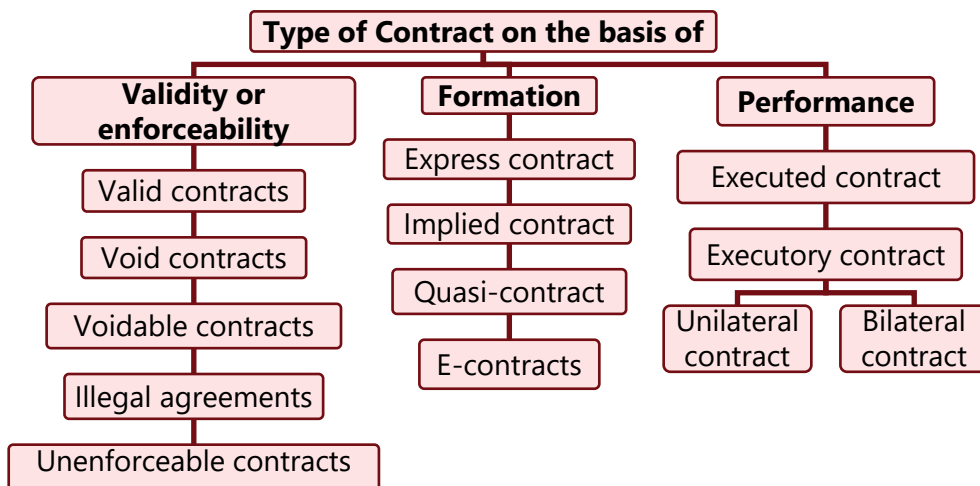 Type of Contract on the basis of
Validity or
enforceability
Valid contracts
Void contracts
Voidable contracts
Illegal agreements
Unenforceable contracts
Formation
Express contract
Implied contract
Quasi-contract
E-contracts
Performance
Executed contract
Executory contract
Unilateral
contract
Bilateral
contract